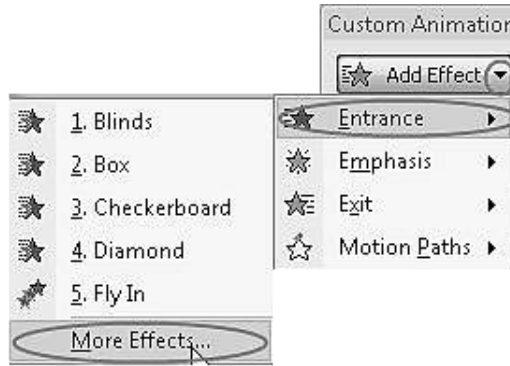 Custom Animation
Add Effect
Entrance
Emphasis
Exit
Motion Paths
1. Blinds
2. Box
3. Checkerboard
4. Diamond
5. Fly In
More Effects...